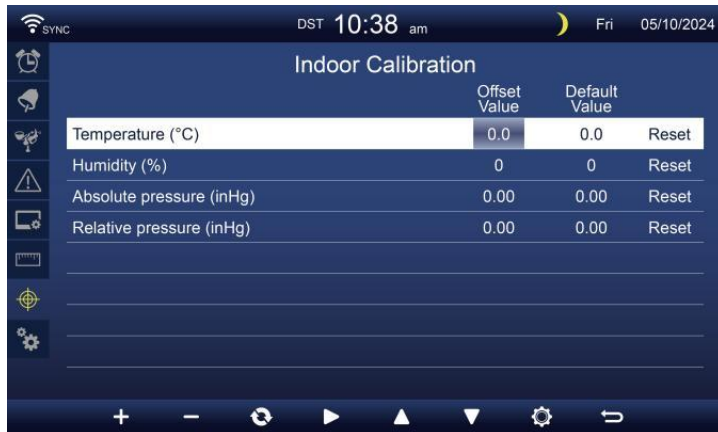 SYNC DST 10:38 am Fri 05/10/2024
Indoor Calibration
Offset Value Default Value
Temperature (°C) 0.0 0.0 Reset
Humidity (%) 0 0 Reset
Absolute pressure (inHg) 0.00 0.00 Reset
Relative pressure (inHg) 0.00 0.00 Reset